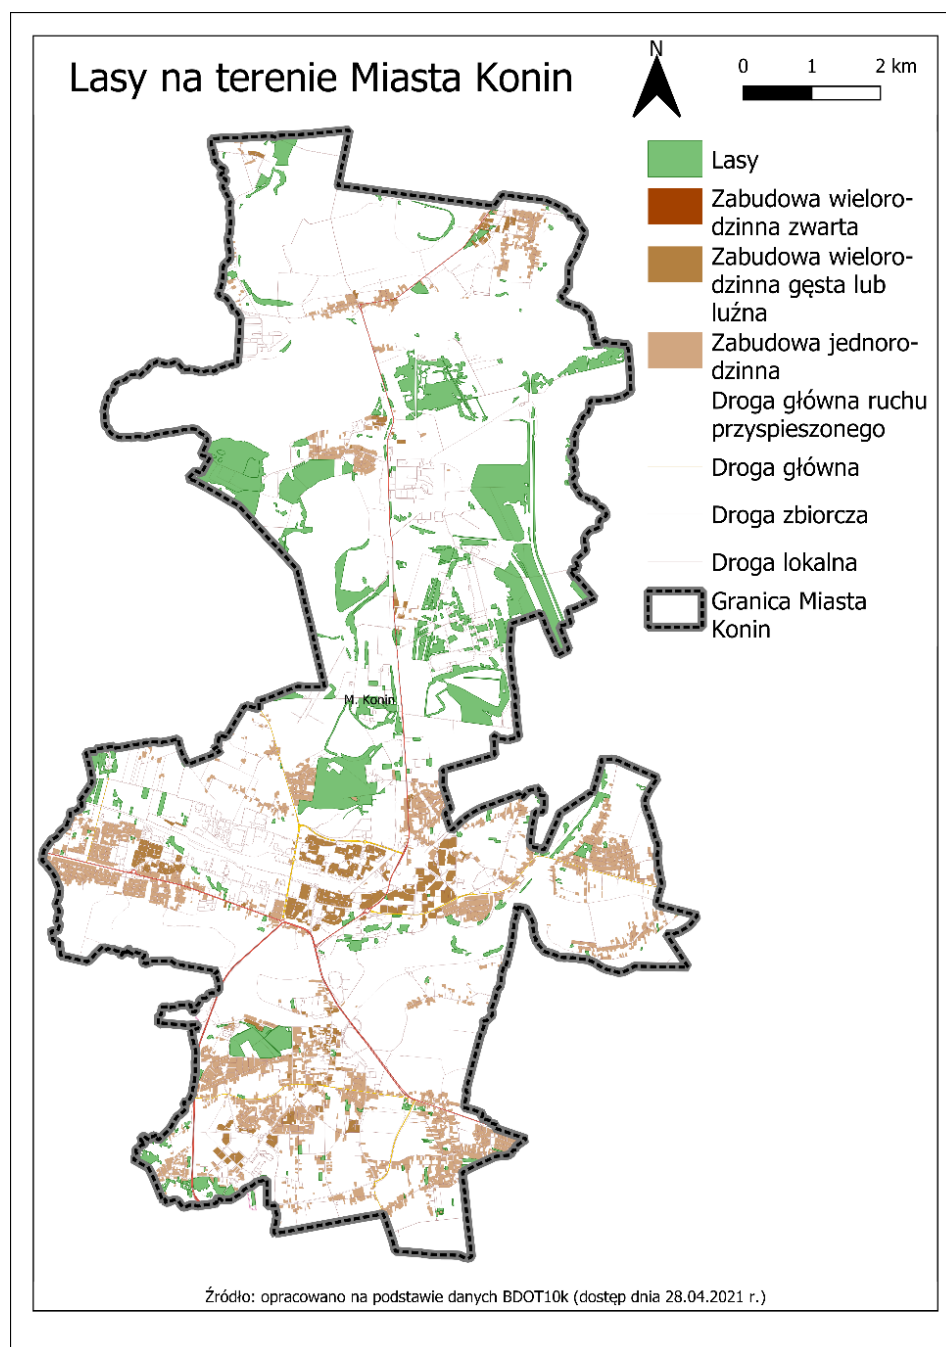 Lasy na terenie Miasta Konin
N
0 1 2 km
Lasy
Zabudowa wieloro-
dzinna zwarta
Zabudowa wieloro-
dzinna gęsta lub
luźna
Zabudowa jednoro-
dzinna
Droga główna ruchu
przyspieszonego
Droga główna
Droga zbiorcza
Droga lokalna
Granica Miasta
Konin
M. Konin
Źródło: opracowano na podstawie danych BDOT10k (dostęp dnia 28.04.2021 r.)